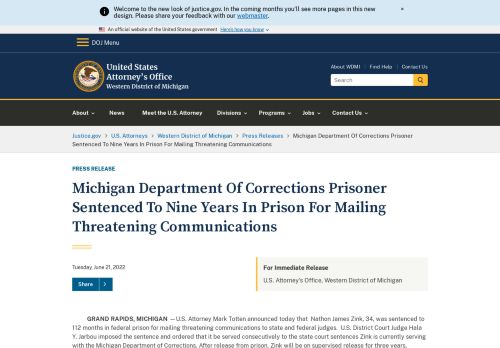 Welcome to the new look of justice.gov. In the coming months you'll see more pages in this new
design. Please share your feedback with our webmaster.
×
An official website of the United States government Here's how you know
DOJ Menu
United States
Attorney's Office
Western District of Michigan
About WDMI Find Help Contact Us
Search
About News Meet the U.S. Attorney Divisions Programs Jobs Contact Us
Justice.gov > U.S. Attorneys > Western District of Michigan > Press Releases > Michigan Department Of Corrections Prisoner
Sentenced To Nine Years In Prison For Mailing Threatening Communications
PRESS RELEASE
Michigan Department Of Corrections Prisoner
Sentenced To Nine Years In Prison For Mailing
Threatening Communications
Tuesday, June 21, 2022
Share >
For Immediate Release
U.S. Attorney's Office, Western District of Michigan
GRAND RAPIDS, MICHIGAN —U.S. Attorney Mark Totten announced today that Nathon James Zink, 34, was sentenced to
112 months in federal prison for mailing threatening communications to state and federal judges. U.S. District Court Judge Hala
Y. Jarbou imposed the sentence and ordered that it be served consecutively to the state court sentences Zink is currently serving
with the Michigan Department of Corrections. After release from prison, Zink will be on supervised release for three years.